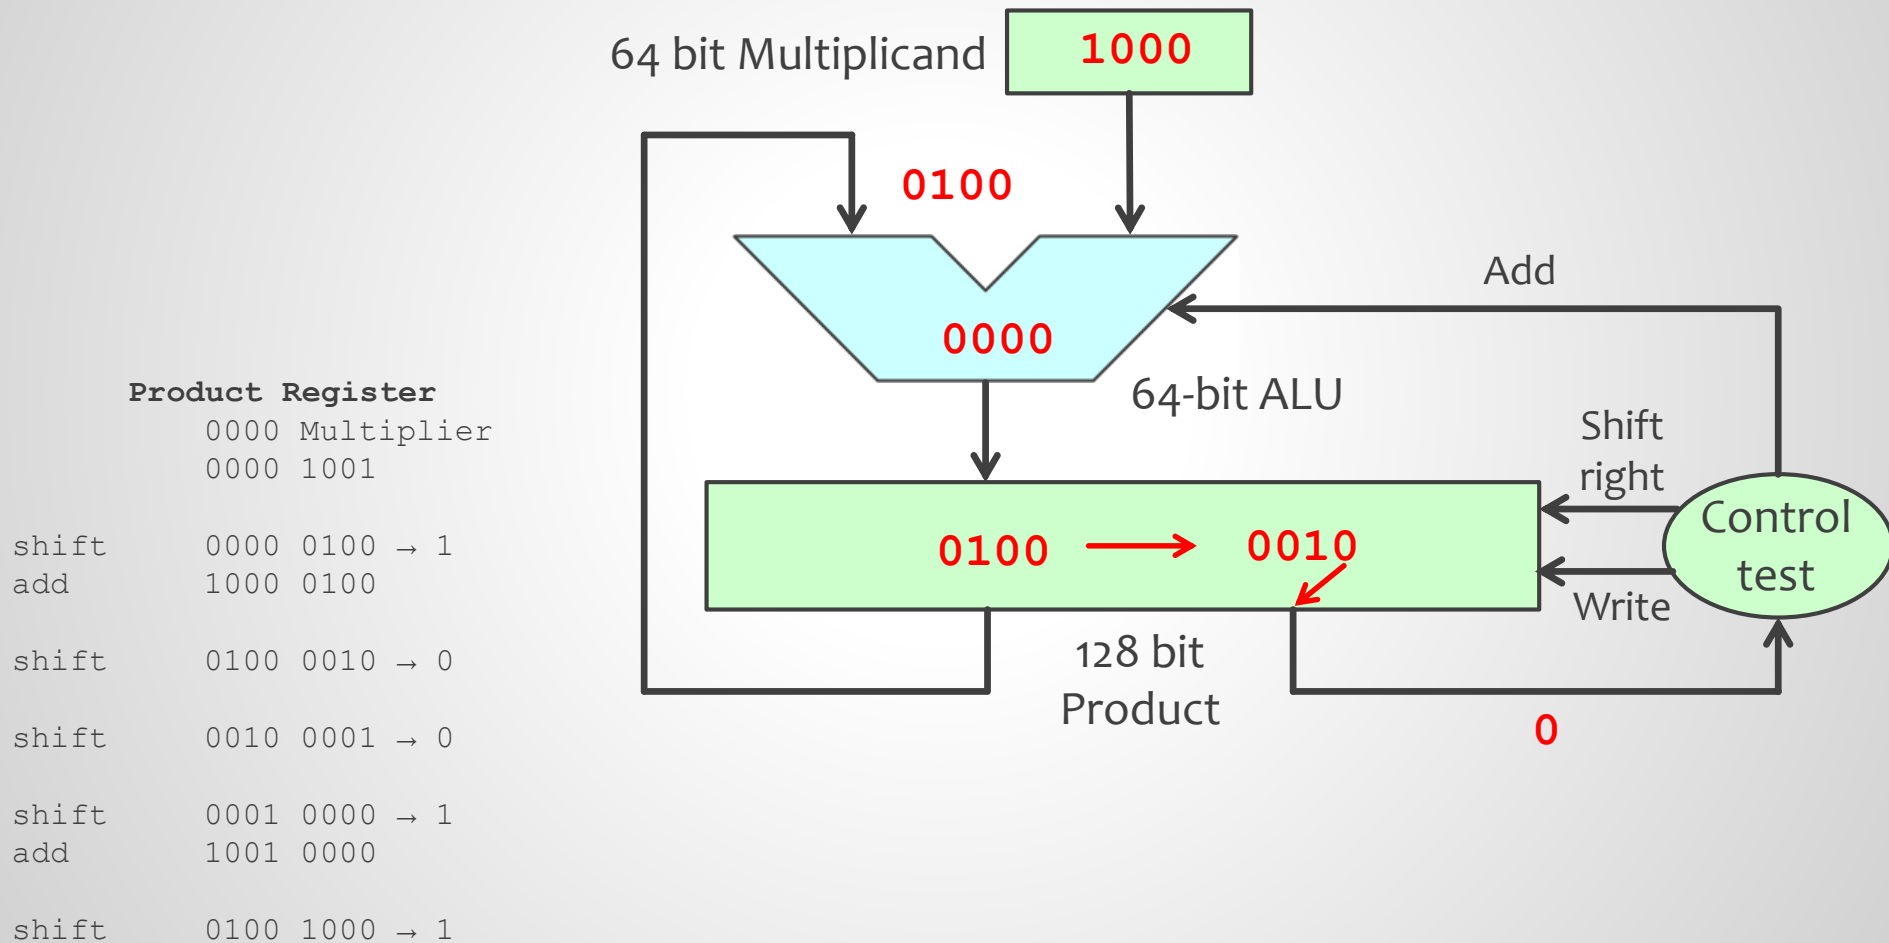 64 bit Multiplicand
1000
0100
Add
0000
64-bit ALU
Shift
right
Control
test
Write
0100 → 0010
128 bit
Product
0
Product Register
0000 Multiplier
0000 1001
shift 0000 0100 → 1
add 1000 0100
shift 0100 0010 → 0
shift 0010 0001 → 0
shift 0001 0000 → 1
add 1001 0000
shift 0100 1000 → 1